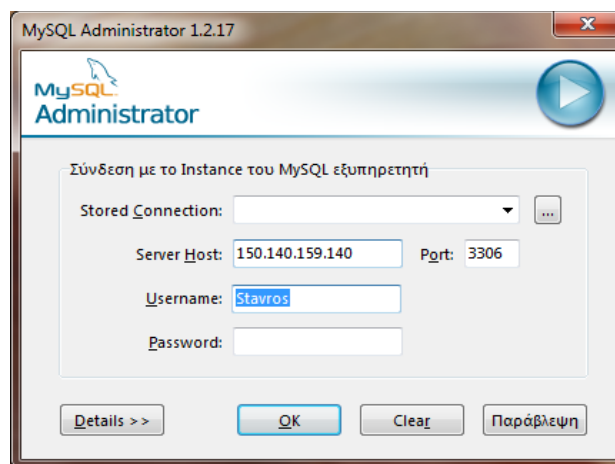 MySQL Administrator 1.2.17
MySQL
Administrator
Σύνδεση με το Instance του MySQL εξυπηρετητή
Stored Connection:
...
Server Host: 150.140.159.140 Port: 3306
Username: Stavros
Password:
Details >> OK Clear Παράβλεψη